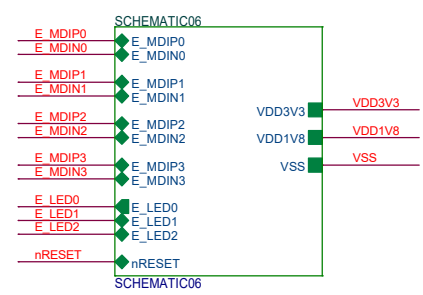 SCHEMATIC06
E_MDIP0 E_MDIP0
E_MDIN0 E_MDIN0
E_MDIP1 E_MDIP1
E_MDIN1 E_MDIN1
VDD3V3 VDD3V3
E_MDIP2 E_MDIP2
E_MDIN2 E_MDIN2
VDD1V8 VDD1V8
E_MDIP3 E_MDIP3
VSS VSS
E_MDIN3 E_MDIN3
E_LED0 E_LED0
E_LED1 E_LED1
E_LED2 E_LED2
nRESET nRESET
SCHEMATIC06